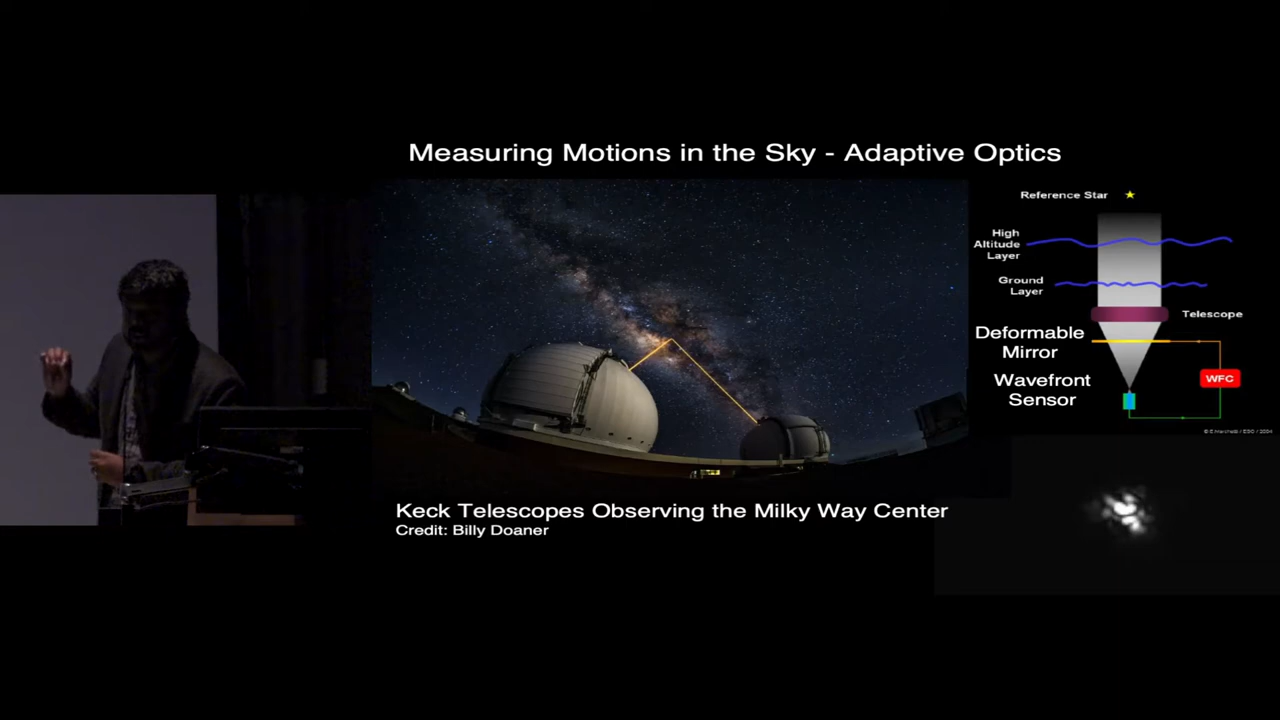 Measuring Motions in the Sky - Adaptive Optics
Reference Star
High
Altitude
Layer
Ground
Layer
Telescope
Deformable
Mirror
WFC
Wavefront
Sensor
Keck Telescopes Observing the Milky Way Center
Credit: Billy Doaner